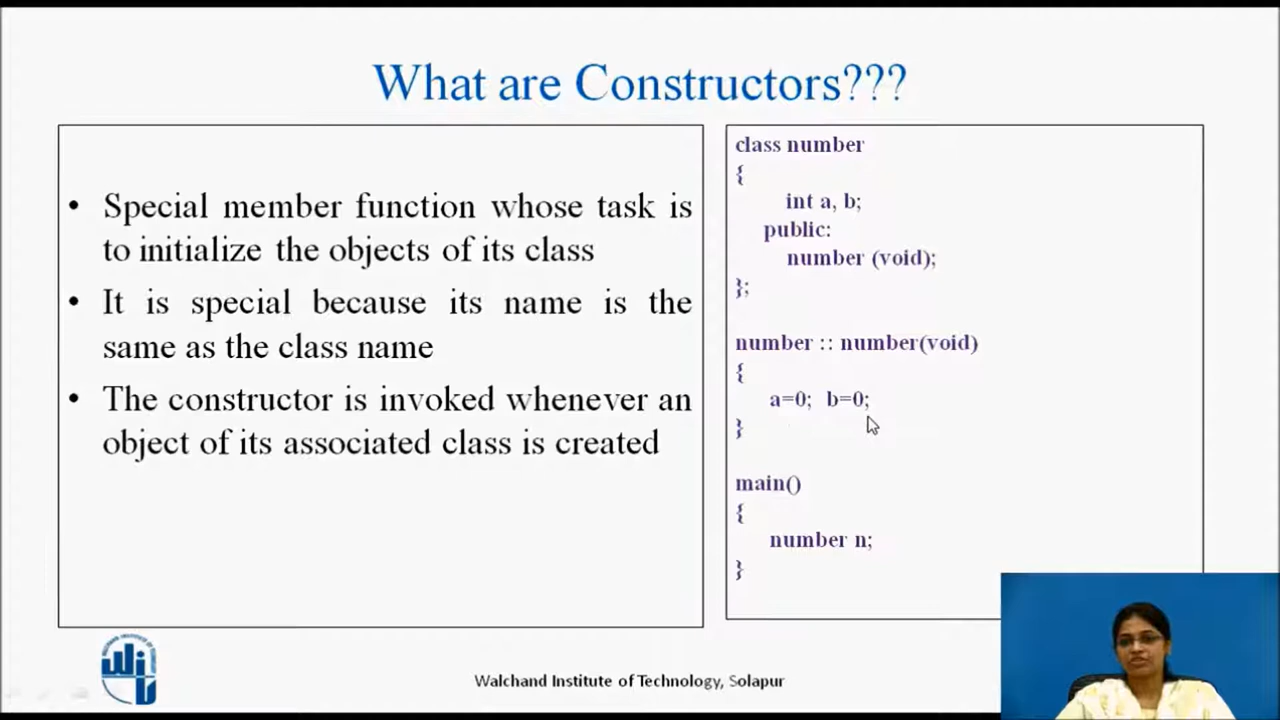 What are Constructors???
• Special member function whose task is
to initialize the objects of its class
• It is special because its name is the
same as the class name
• The constructor is invoked whenever an
object of its associated class is created
class number
{
int a, b;
public:
number (void);
};
number :: number(void)
{
a=0; b=0;
}
main()
{
number n;
}
Walchand Institute of Technology, Solapur